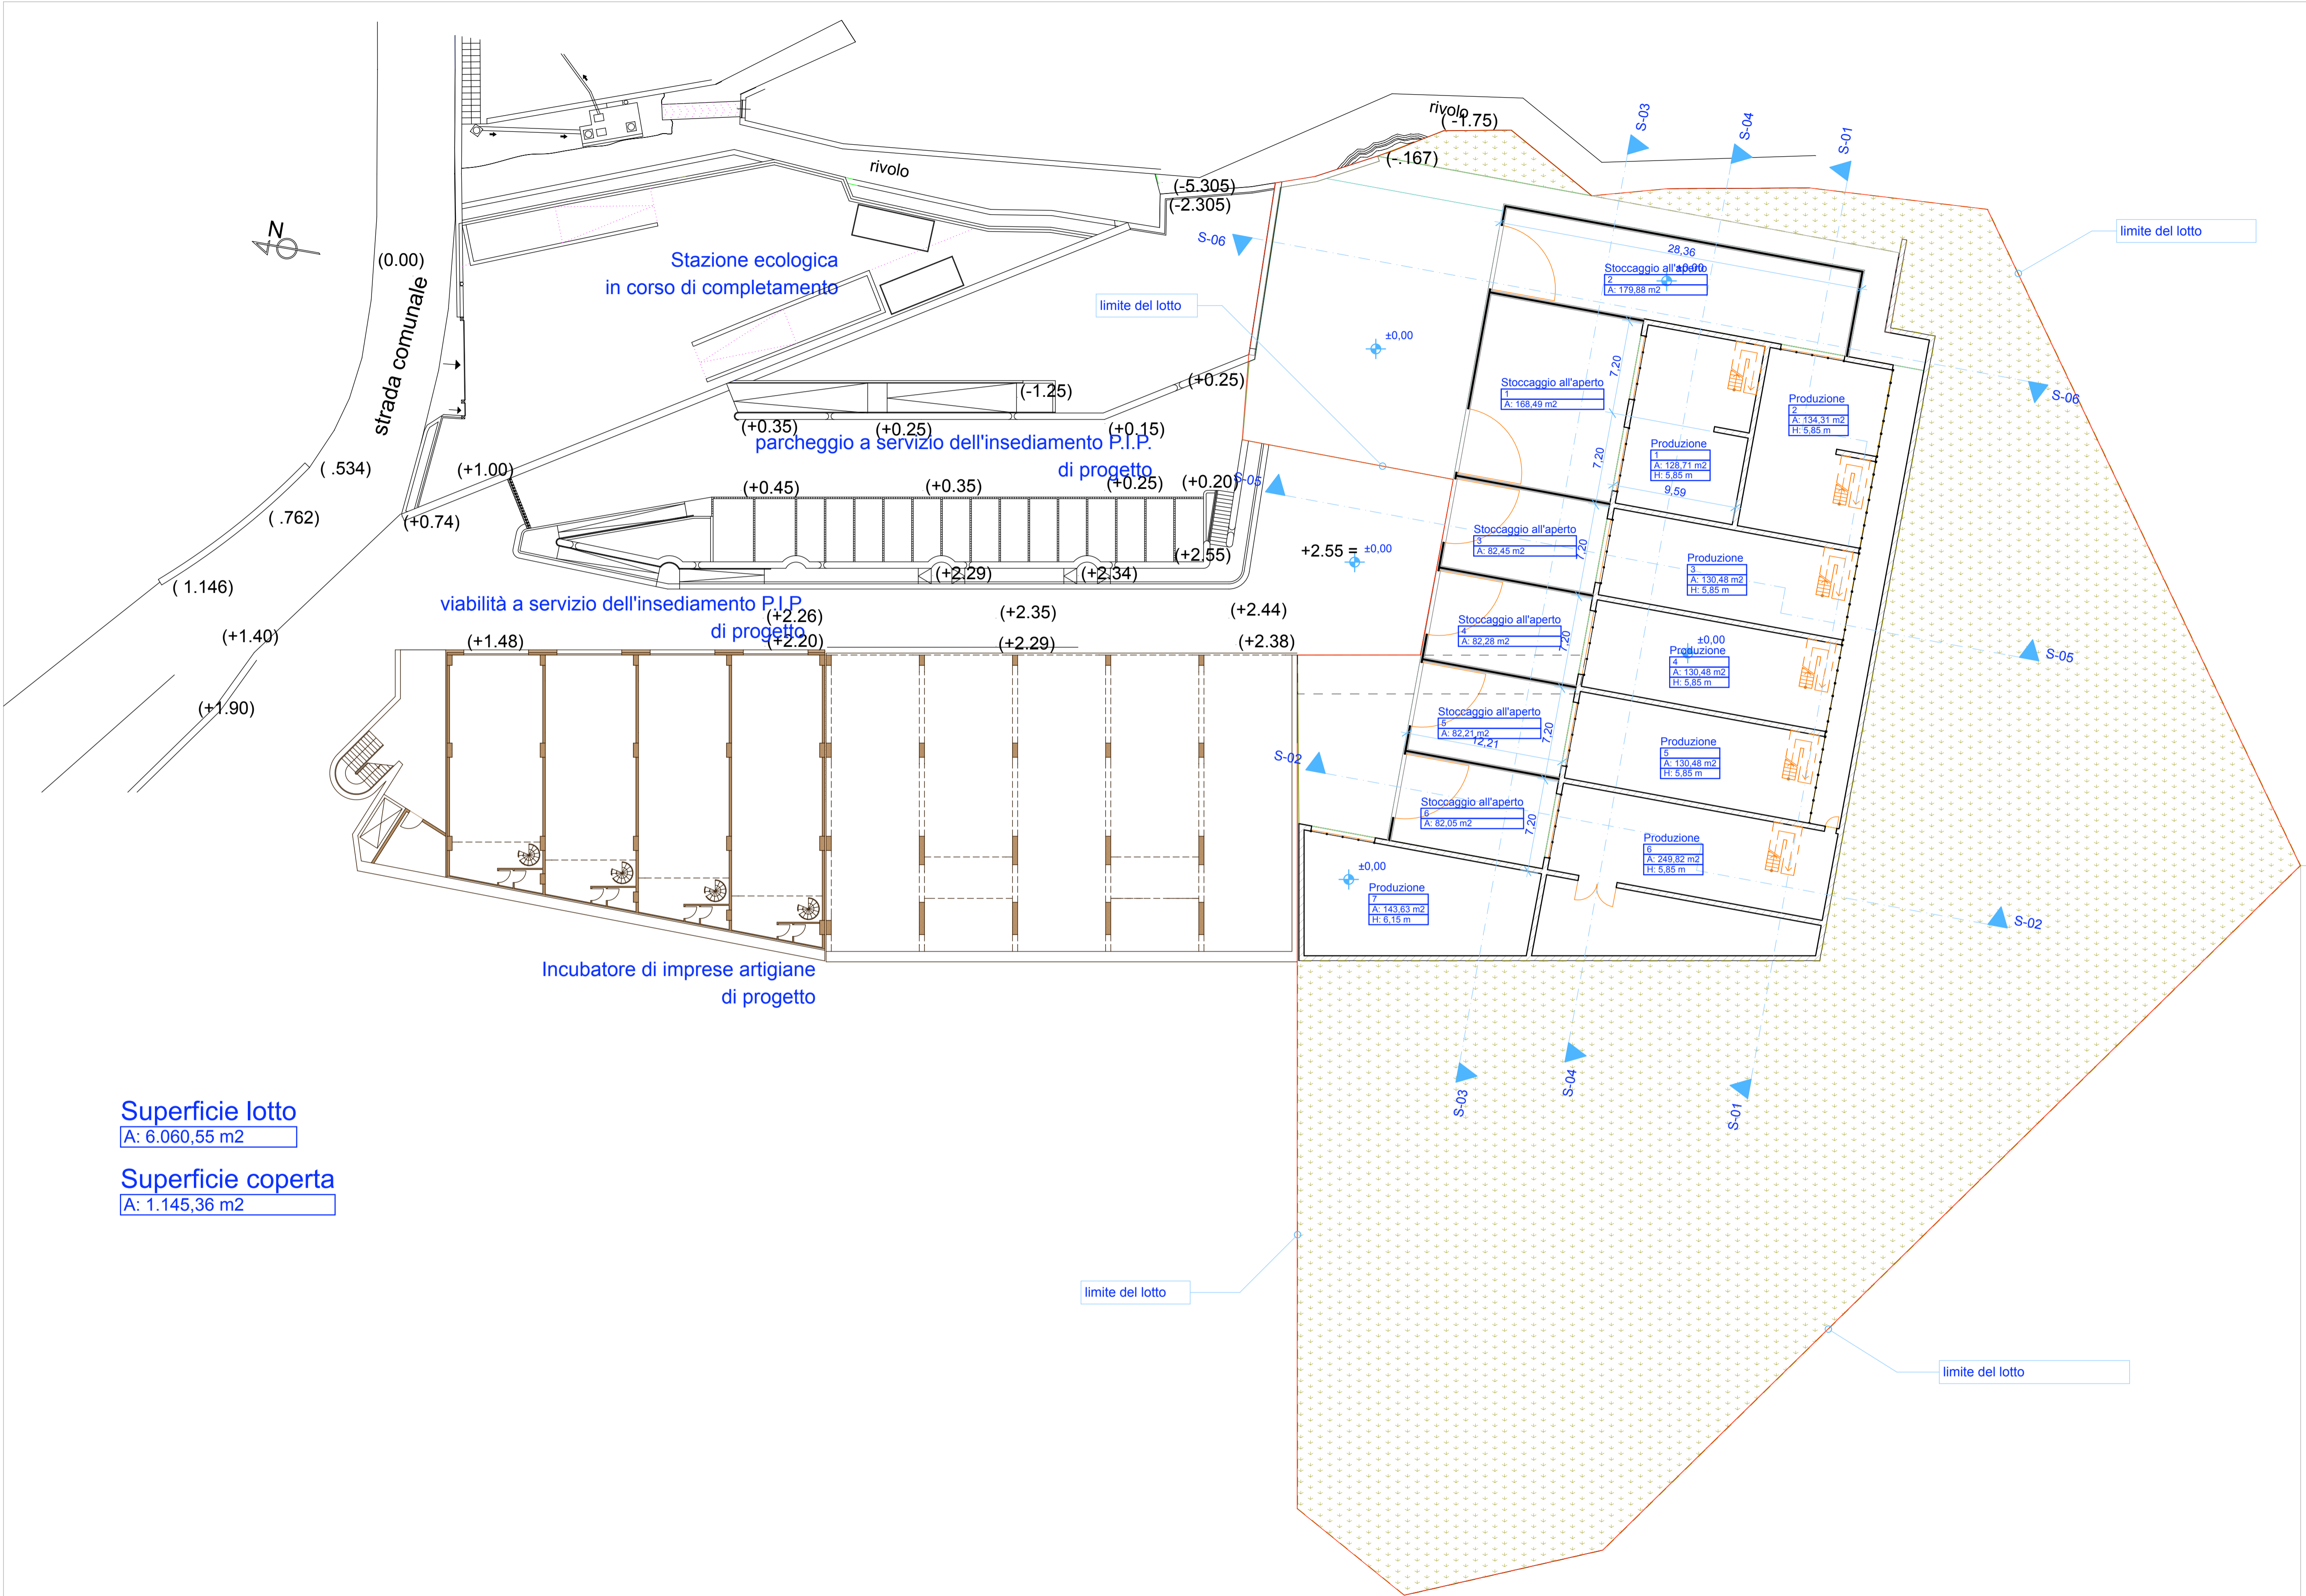 rivolo
( -1.75)
(-.167)
S-03
S-04
S-01
rivolo
(-5.305)
(-2.305)
N
(0.00)
strada comunale
Stazione ecologica
in corso di completamento
S-06
limite del lotto
limite del lotto
28,36
Stoccaggio all'aperto
±0,00
2
A: 179,88 m2
±0,00
7,20
Stoccaggio all'aperto
1
A: 168,49 m2
S-06
Produzione
2
A: 134,31 m2
H: 5,85 m
(-1.25)
(+0.25)
(+0.35)
(+0.25)
(+0.15)
parcheggio a servizio dell'insediamento P.I.P.
di progetto
7,20
Produzione
1
A: 128,71 m2
H: 5,85 m
9,59
( .534)
(+1.00)
(+0.45)
(+0.35)
(+0.25)
(+0.20)
S-05
( .762)
(+0.74)
Stoccaggio all'aperto
3
A: 82,45 m2
7,20
+2.55 = ±0,00
(+2.55)
Produzione
3
A: 130,48 m2
H: 5,85 m
( 1.146)
(+2.29)
(+2.34)
viabilità a servizio dell'insediamento P.I.P
di progetto
(+2.26)
(+2.35)
(+2.44)
(+1.40)
(+1.48)
(+2.20)
(+2.29)
(+2.38)
Stoccaggio all'aperto
4
A: 82,28 m2
7,20
±0,00
Produzione
4
A: 130,48 m2
H: 5,85 m
S-05
(+1.90)
Stoccaggio all'aperto
5
A: 82,21 m2
12,21
7,20
Produzione
5
A: 130,48 m2
H: 5,85 m
S-02
Stoccaggio all'aperto
6
A: 82,05 m2
7,20
Produzione
6
A: 249,82 m2
H: 5,85 m
±0,00
Produzione
7
A: 143,63 m2
H: 6,15 m
S-02
Incubatore di imprese artigiane
di progetto
S-03
S-04
S-01
Superficie lotto
A: 6.060,55 m2
Superficie coperta
A: 1.145,36 m2
limite del lotto
limite del lotto